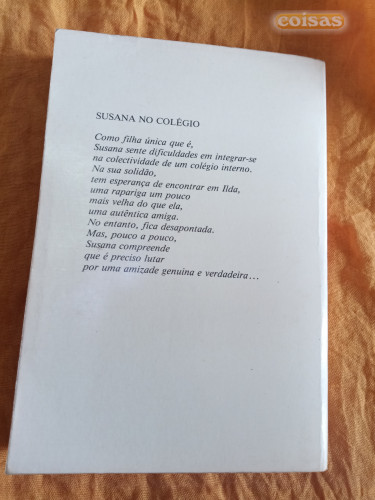 coisas
SUSANA NO COLÉGIO
Como filha única que é,
Susana sente dificuldades em integrar-se
na colectividade de um colégio interno.
Na sua solidão,
tem esperança de encontrar em Ilda,
uma rapariga um pouco
mais velha do que ela,
uma autêntica amiga.
No entanto, fica desapontada.
Mas, pouco a pouco,
Susana compreende
que é preciso lutar
por uma amizade genuína e verdadeira...